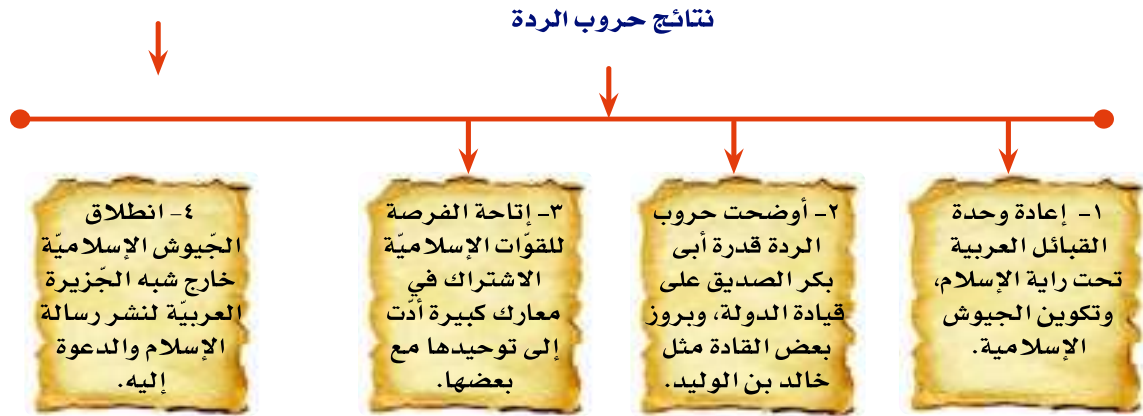 نتائج حروب الردة
١- إعادة وحدة
القبائل العربية
تحت راية الإسلام،
وتكوين الجيوش
الإسلامية.
٢- أوضحت حروب
الردة قدرة أبى
بكر الصديق على
قيادة الدولة، وبروز
بعض القادة مثل
خالد بن الوليد.
٣- إتاحة الفرصة
للقوّات الإسلاميّة
الاشتراك في
معارك كبيرة أدّت
إلى توحيدها مع
بعضها.
٤- انطلاق
الجّيوش الإسلاميّة
خارج شبه الجّزيرة
العربيّة لنشر رسالة
الإسلام والدعوة
إليه.